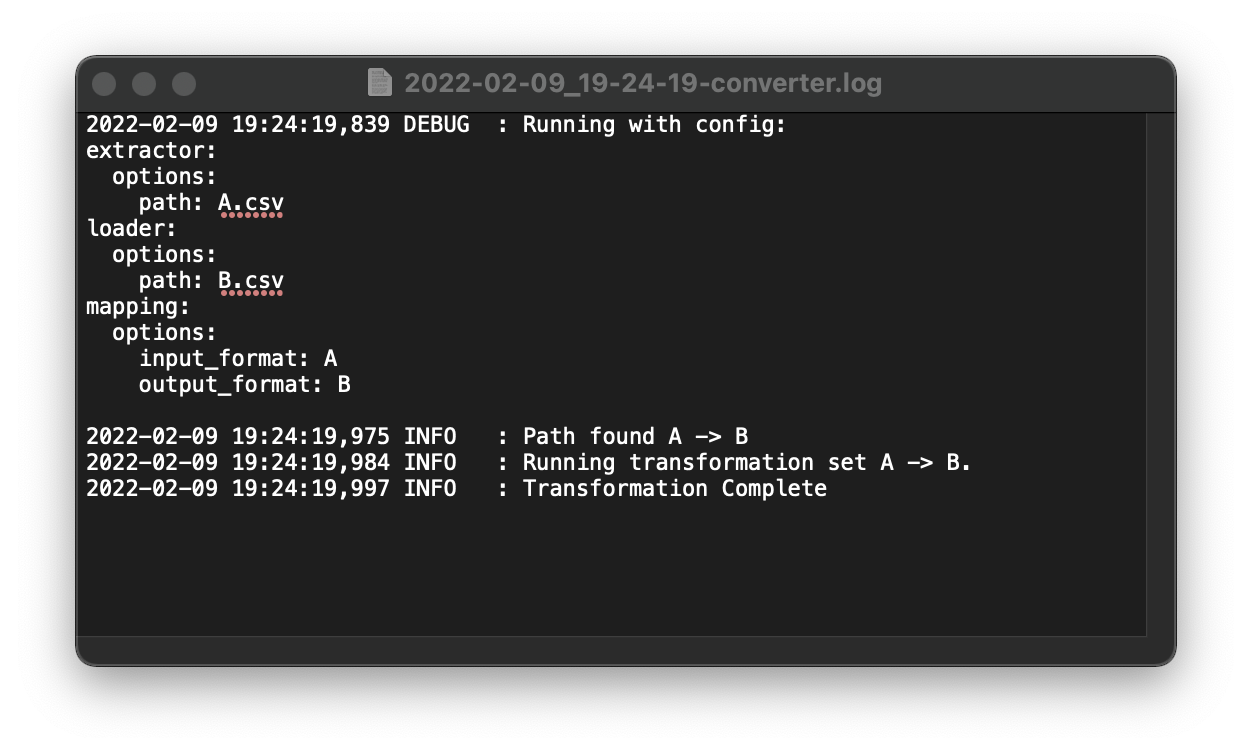 2022-02-09_19-24-19-converter.log
2022-02-09 19:24:19,839 DEBUG  : Running with config:
extractor:
  options:
    path: A.csv
loader:
  options:
    path: B.csv
mapping:
  options:
    input_format: A
    output_format: B

2022-02-09 19:24:19,975 INFO   : Path found A -> B
2022-02-09 19:24:19,984 INFO   : Running transformation set A -> B.
2022-02-09 19:24:19,997 INFO   : Transformation Complete